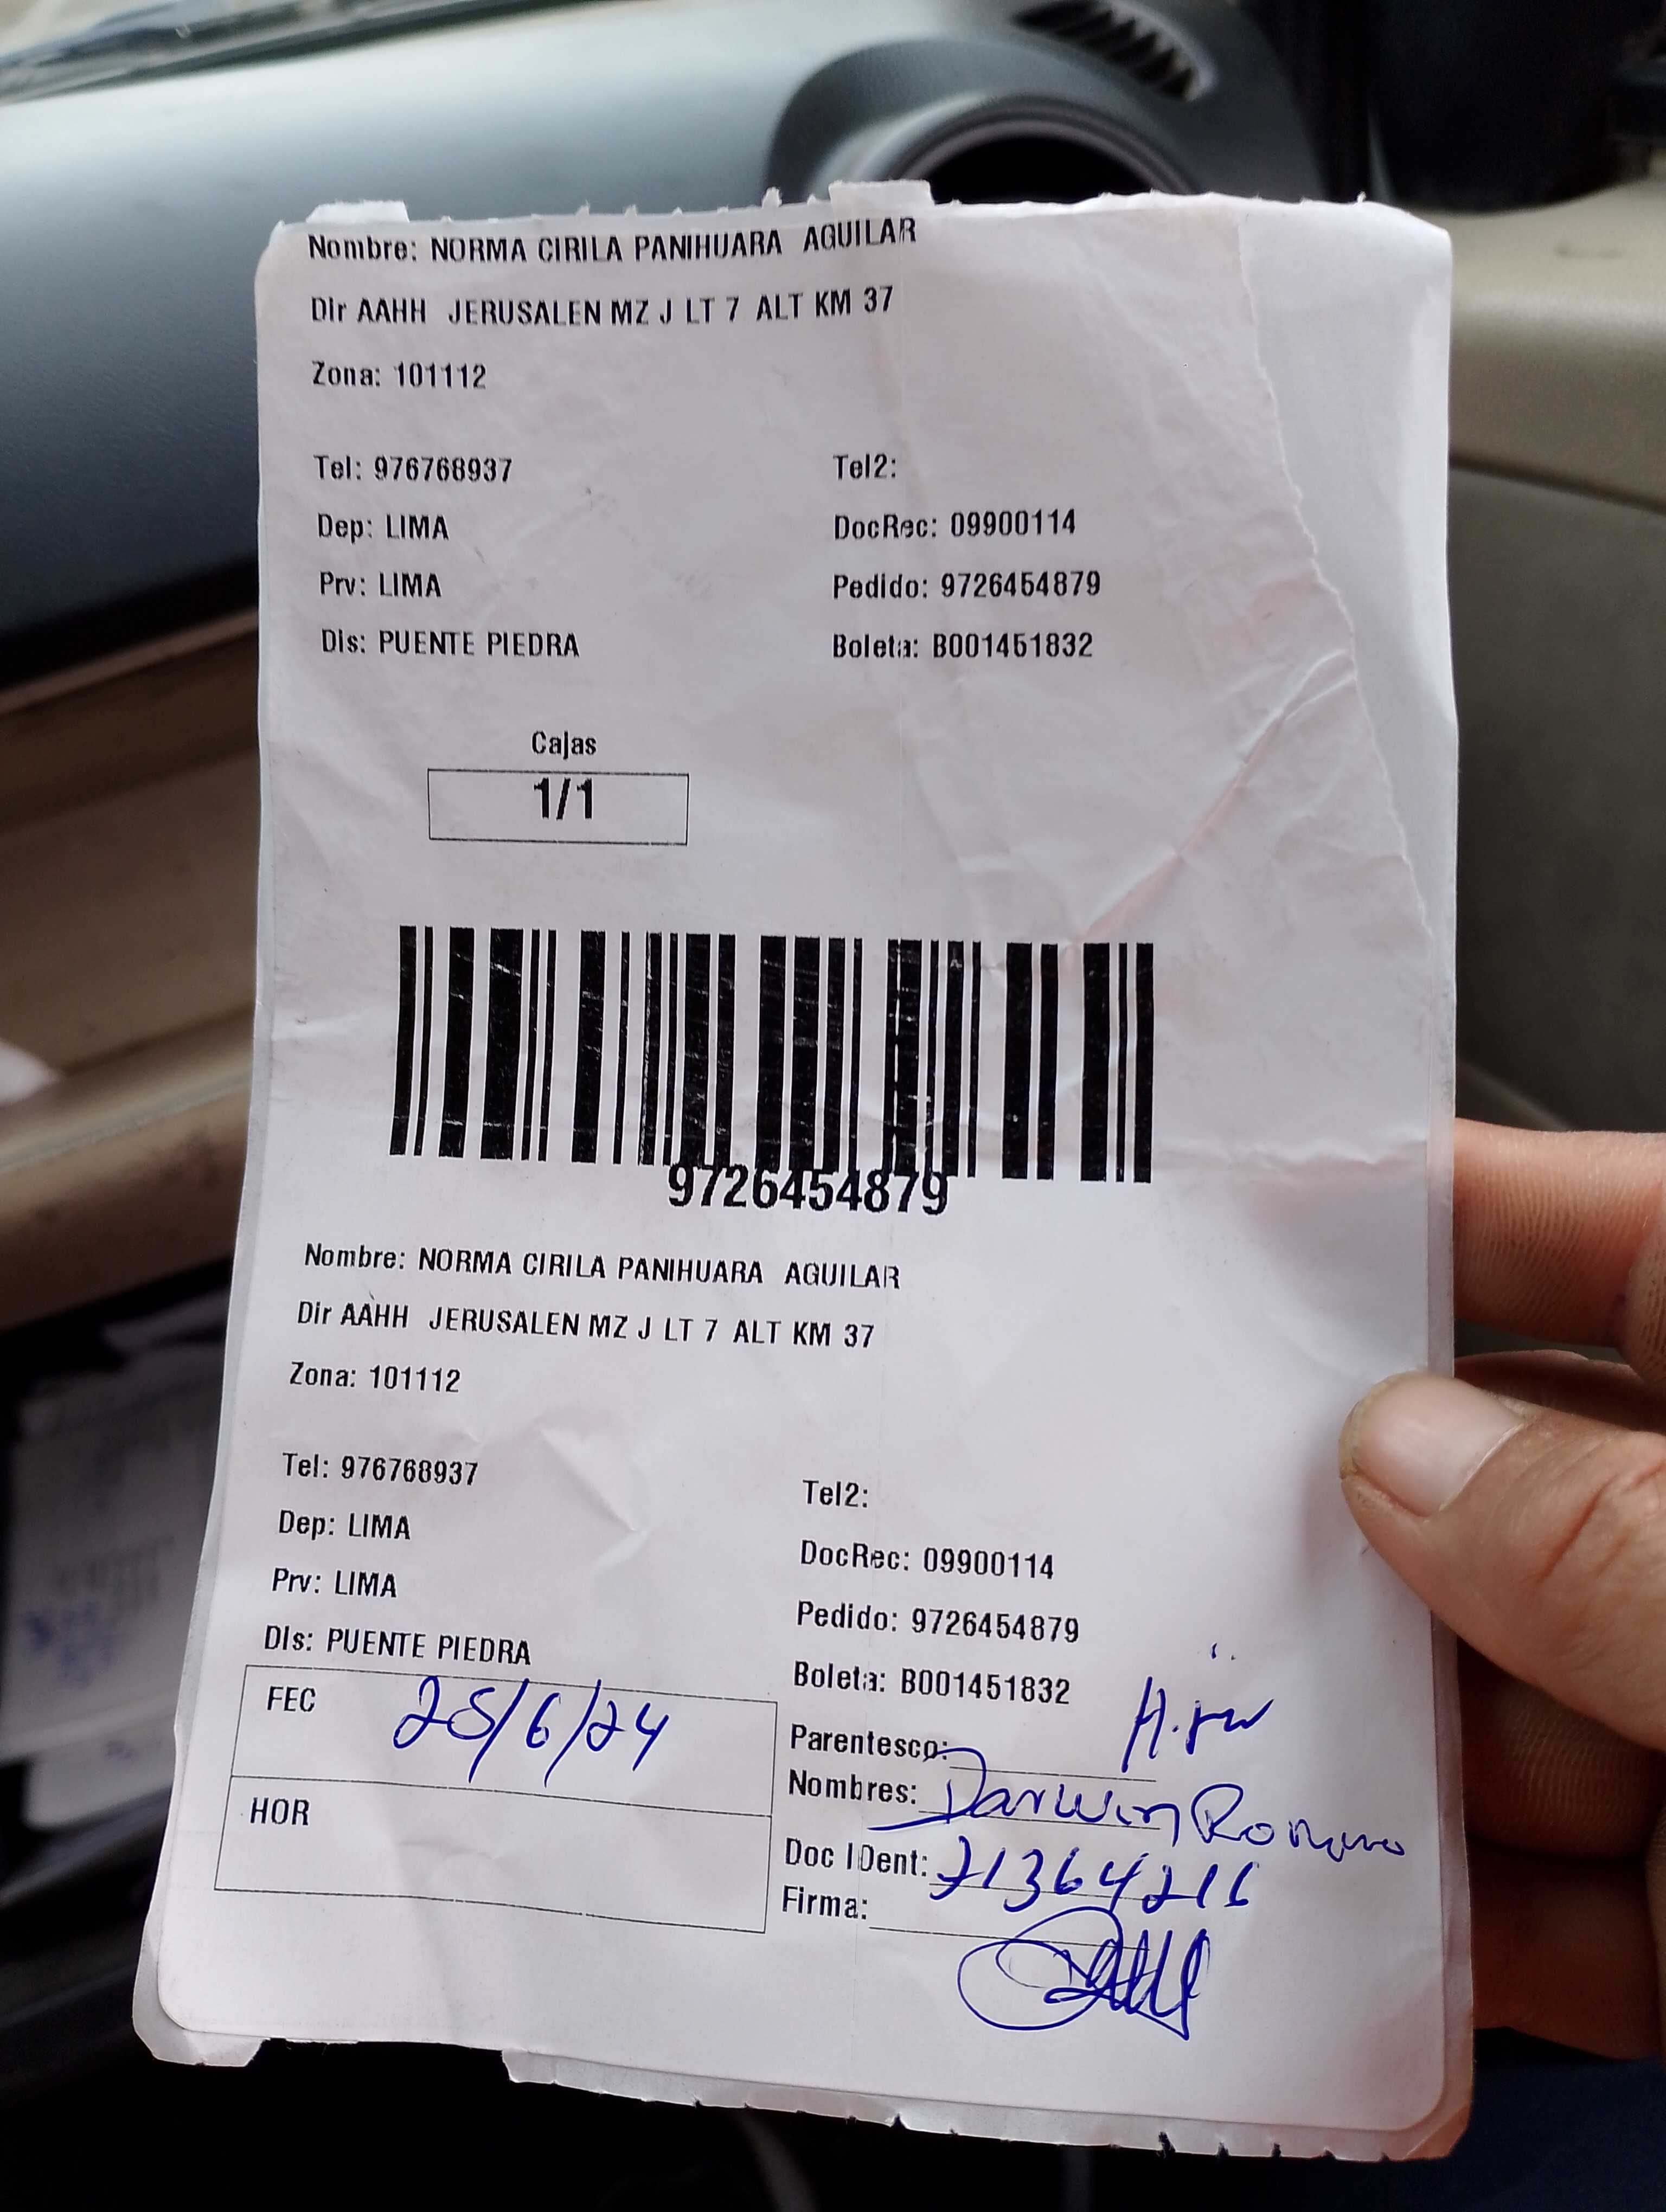 Nombre: NORMA CIRILA PANIHUARA AGUILAR
Dir AAHH JERUSALEN MZ J LT 7 ALT KM 37
Zona: 101112
Tel: 976768937
Tel2:
Dep: LIMA
DocRec: 09900114
Prv: LIMA
Pedido: 9726454879
Dis: PUENTE PIEDRA
Boleta: B001451832
Cajas
1/1
9726454879
Nombre: NORMA CIRILA PANIHUARA AGUILAR
Dir AAHH JERUSALEN MZ J LT 7 ALT KM 37
Zona: 101112
Tel: 976768937
Tel2:
Dep: LIMA
DocRec: 09900114
Prv: LIMA
Pedido: 9726454879
Dis: PUENTE PIEDRA
Boleta: B001451832
FEC 25/6/24
Parentesco:
Nombres: Darwin
HOR
Doc IDent: 71364216
Firma: